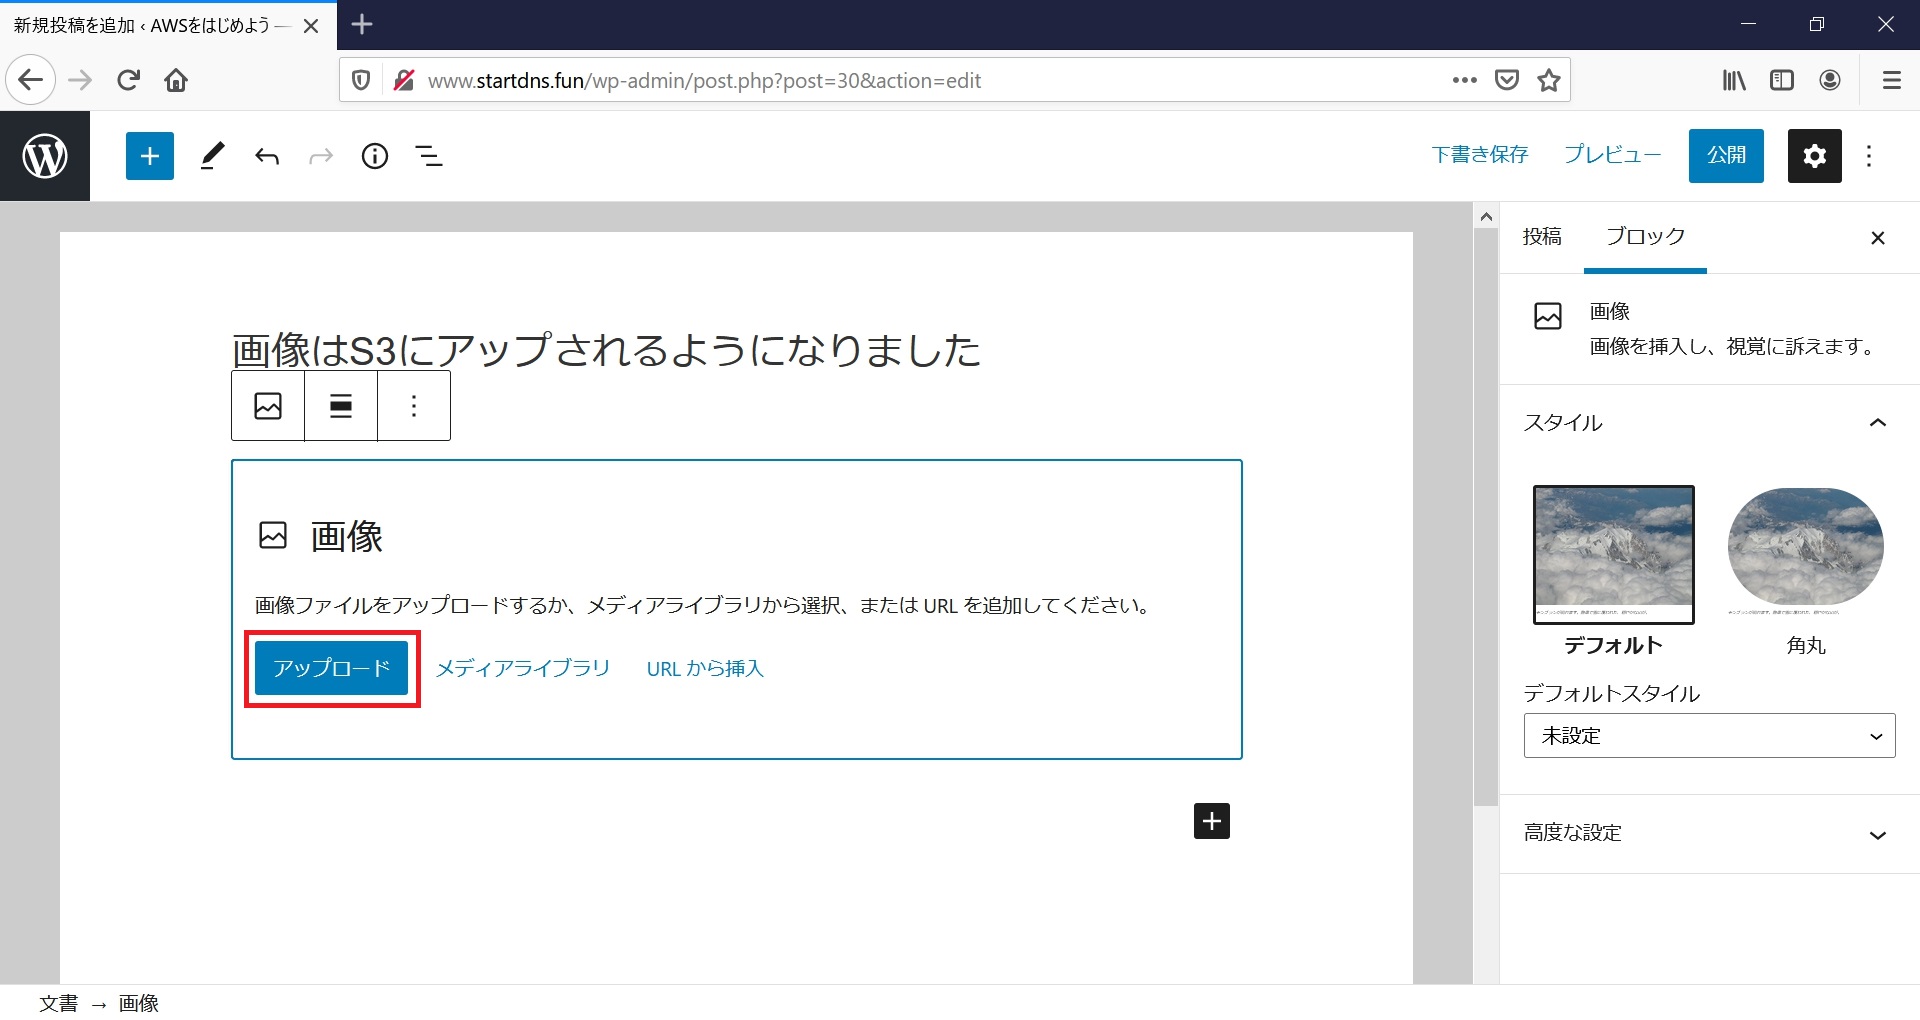 新規投稿を追加 ‹ AWSをはじめよう —
www.startdns.fun/wp-admin/post.php?post=30&action=edit
下書き保存 プレビュー 公開
投稿 ブロック
画像
画像を挿入し、視覚に訴えます。
画像はS3にアップされるようになりました
スタイル
画像
画像ファイルをアップロードするか、メディアライブラリから選択、または URL を追加してください。
アップロード メディアライブラリ URL から挿入
デフォルト 角丸
デフォルトスタイル
未設定
高度な設定
文書 → 画像